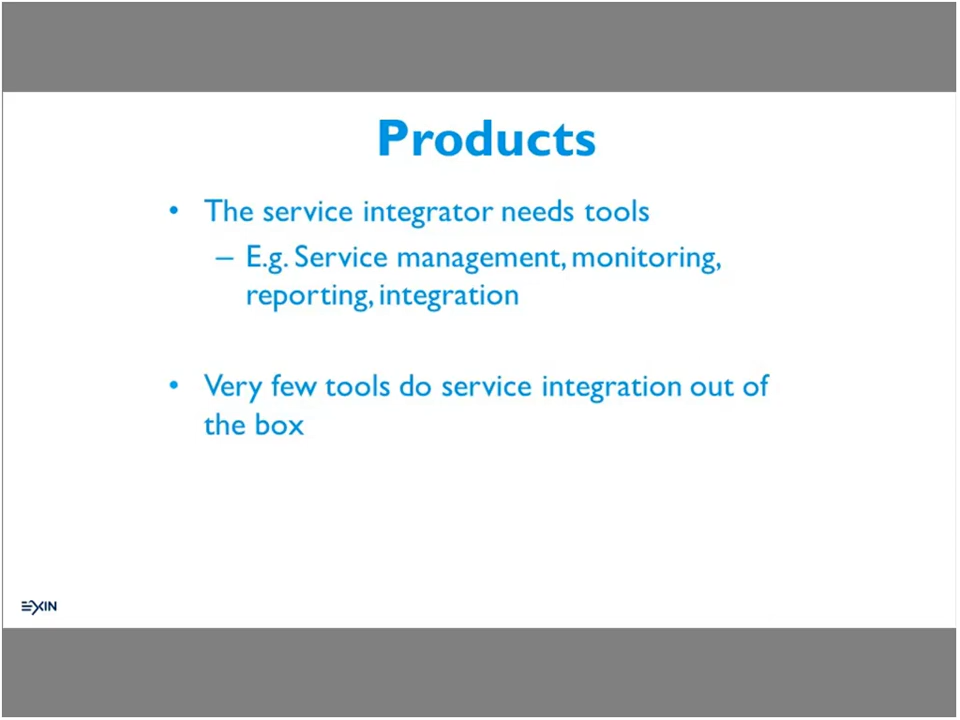 Products
• The service integrator needs tools
– E.g. Service management, monitoring,
reporting, integration
• Very few tools do service integration out of
the box
EXIN